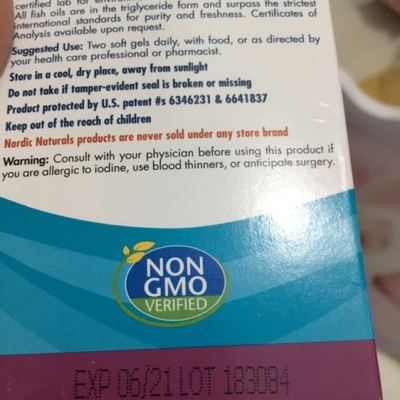 certified lab for
All fish oils are in the triglyceride form and surpass the strictest
international standards for purity and freshness. Certificates of
Analysis available upon request.
Suggested Use: Two soft gels daily, with food, or as directed by
your health care professional or pharmacist.
Store in a cool, dry place, away from sunlight
Do not take if tamper-evident seal is broken or missing
Product protected by U.S. patent #s 6346231 & 6641837
Keep out of the reach of children
Nordic Naturals products are never sold under any store brand
Warning: Consult with your physician before using this product if
you are allergic to iodine, use blood thinners, or anticipate surgery.
NON
GMO
VERIFIED
EXP 06/21 LOT 183084